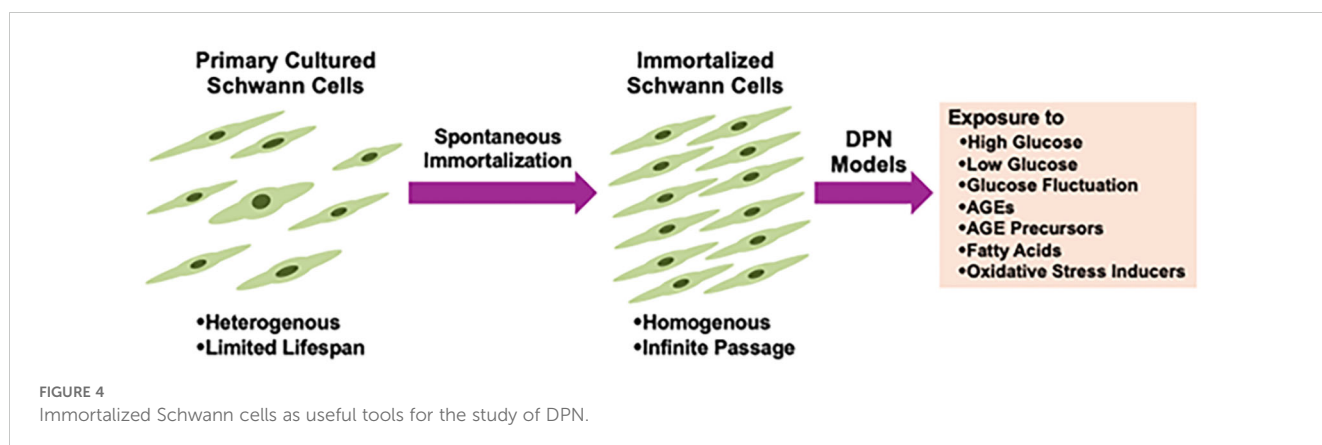 Primary Cultured
Schwann Cells
•Heterogenous
•Limited Lifespan
Spontaneous
Immortalization
Immortalized
Schwann Cells
•Homogenous
•Infinite Passage
DPN
Models
Exposure to
•High Glucose
•Low Glucose
•Glucose Fluctuation
•AGEs
•AGE Precursors
•Fatty Acids
•Oxidative Stress Inducers
FIGURE 4
Immortalized Schwann cells as useful tools for the study of DPN.